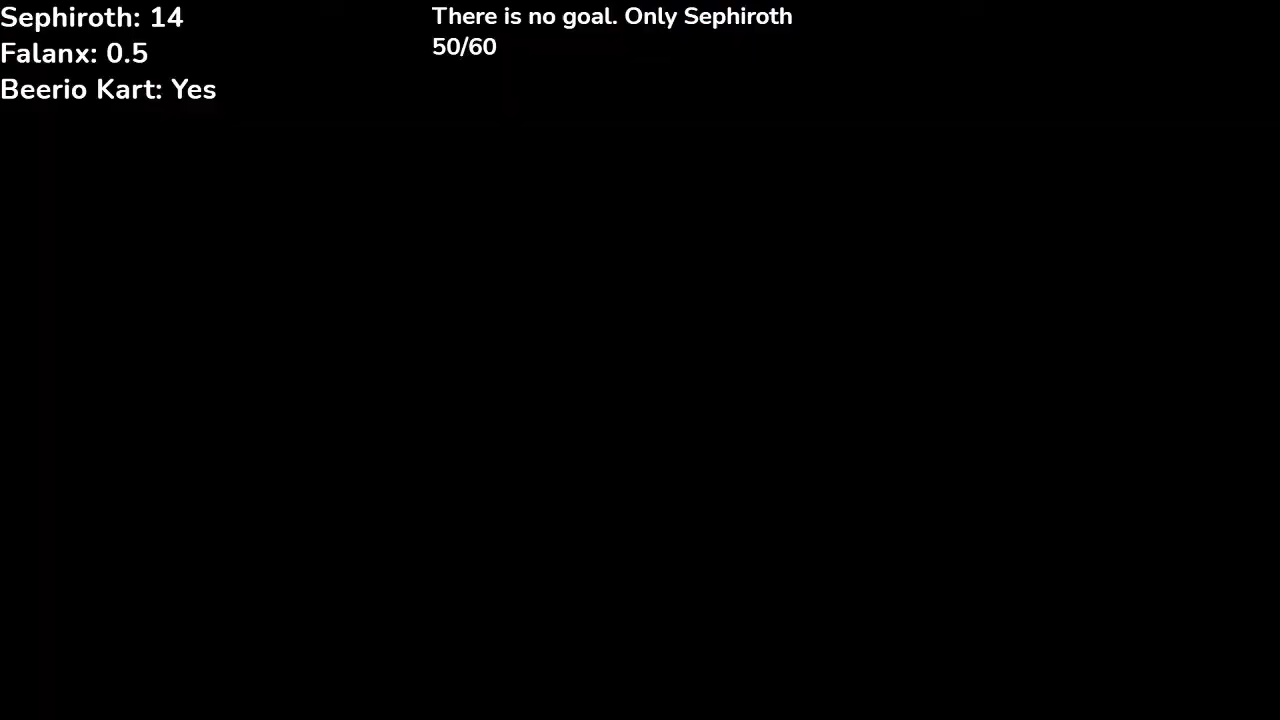 Sephiroth: 14
Falanx: 0.5
Beerio Kart: Yes
There is no goal. Only Sephiroth
50/60